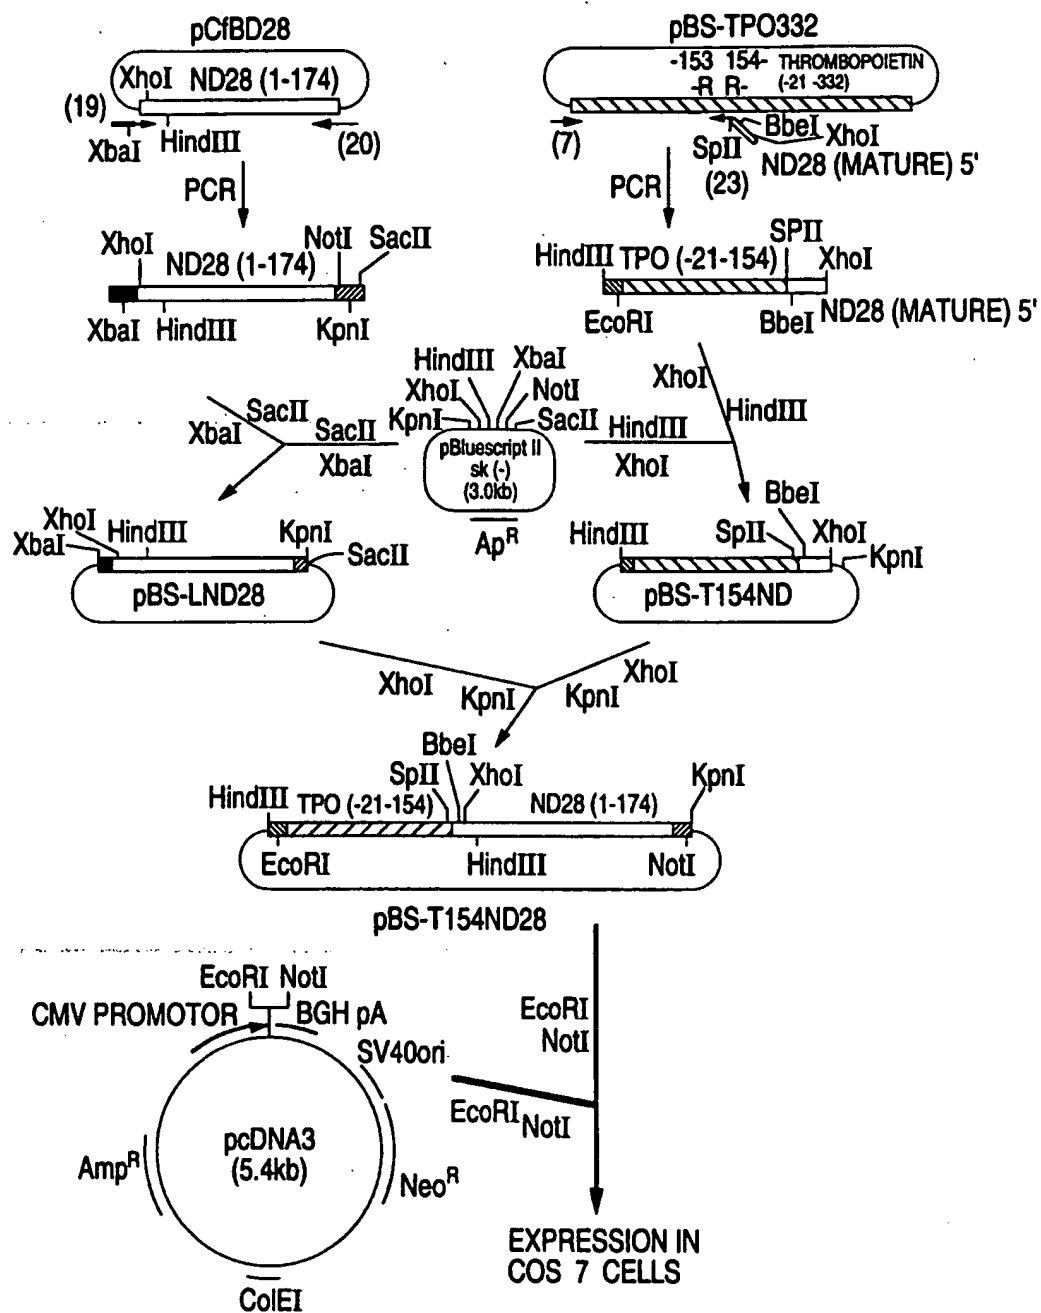 pCfBD28
XhoI ND28 (1-174)
(19)
XbaI
HindIII
(20)
PCR
pBS-TPO332
-153 154- THROMBOPOIETIN
-R R- (-21 -332)
(7)
BbeI
XhoI
SpII
ND28 (MATURE) 5'
(23)
PCR
XhoI
ND28 (1-174)
NotI
SacII
XbaI
HindIII
KpnI
SPII
HindIII TPO (-21-154)
XhoI
EcoRI
BbeI
ND28 (MATURE) 5'
SacII
XbaI
SacII
XbaI
HindIII
XbaI
XhoI
NotI
KpnI
SacII
pBluescript II
sk (-)
(3.0kb)
Ap^R
HindIII
XhoI
XhoI
HindIII
XhoI
XbaI
HindIII
KpnI
SacII
pBS-LND28
BbeI
HindIII
SpII
XhoI
KpnI
pBS-T154ND
XhoI
KpnI
KpnI
XhoI
BbeI
SpII
XhoI
KpnI
HindIII
TPO (-21-154)
ND28 (1-174)
EcoRI
HindIII
NotI
pBS-T154ND28
EcoRI NotI
CMV PROMOTOR
BGH pA
SV40ori
pcDNA3
(5.4kb)
Amp^R
Neo^R
ColEI
EcoRI
NotI
EcoRI
NotI
EXPRESSION IN
COS 7 CELLS